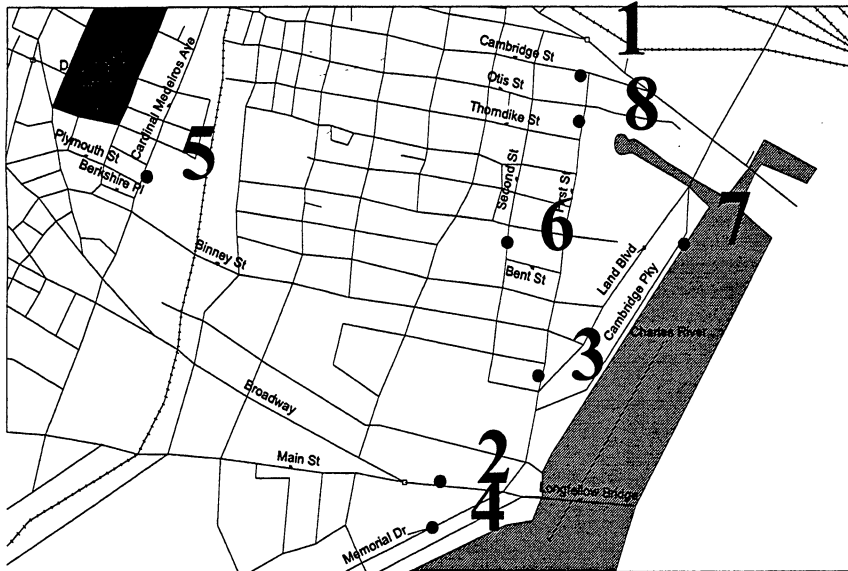 1
Cambridge St
D
Cardinal Medeiros Ave
Otis St
8
Thorndike St
5
Plymouth St
Berkshire Pl
Second St
First St
7
6
Binney St
Land Blvd
Bent St
Cambridge Pky
Charles River
3
Broadway
2
Main St
4
Longfellow Bridge
Memorial Dr